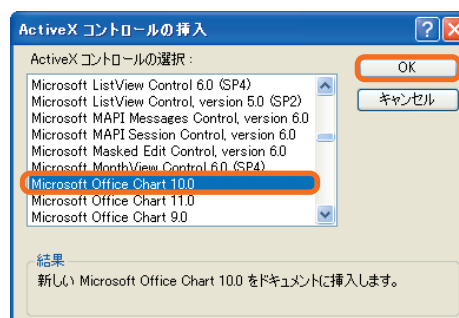 ActiveX コントロールの挿入
ActiveX コントロールの選択 :
Microsoft ListView Control 6.0 (SP4)
Microsoft ListView Control, version 5.0 (SP2)
Microsoft MAPI Messages Control, version 6.0
Microsoft MAPI Session Control, version 6.0
Microsoft Masked Edit Control, version 6.0
Microsoft MonthView Control 6.0 (SP4)
Microsoft Office Chart 10.0
Microsoft Office Chart 11.0
Microsoft Office Chart 9.0
OK
キャンセル
結果
新しい Microsoft Office Chart 10.0 をドキュメントに挿入します。